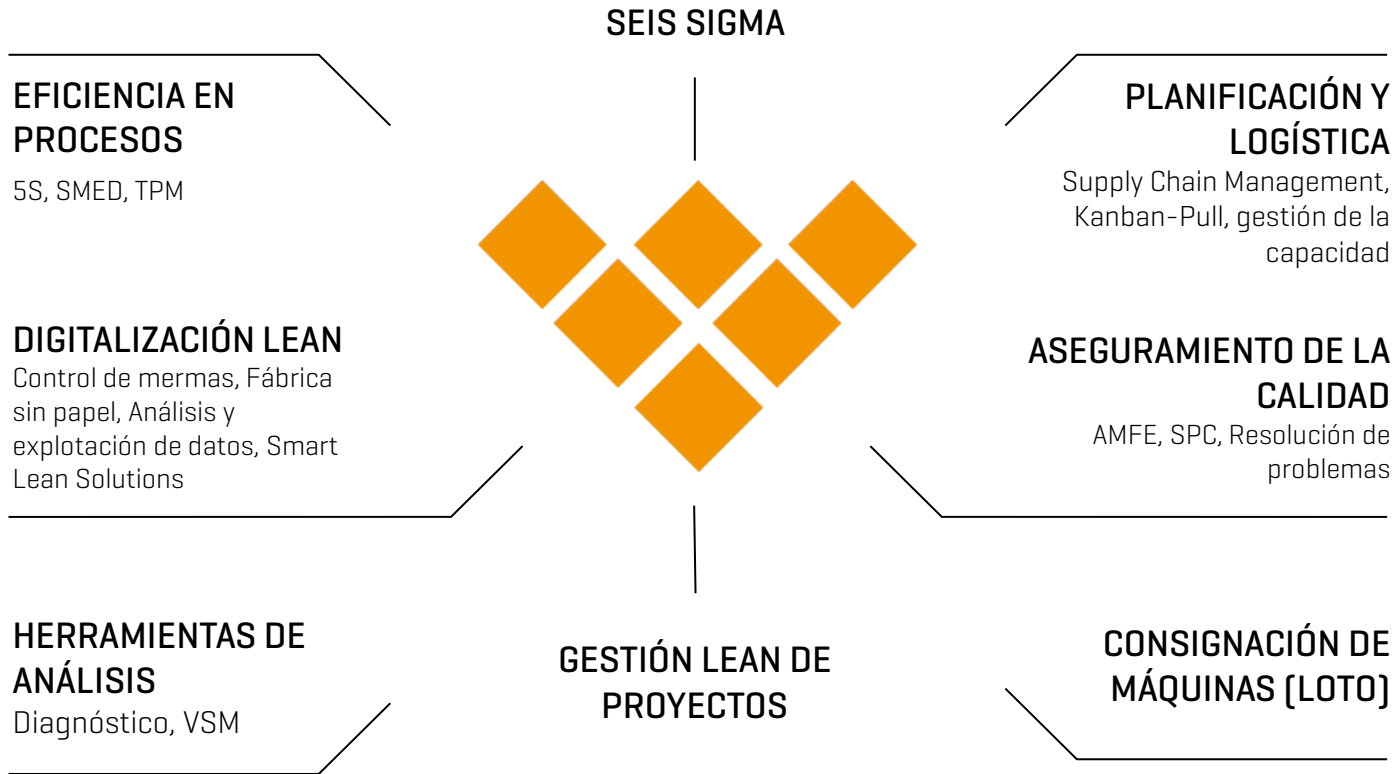 SEIS SIGMA
EFICIENCIA EN
PROCESOS
5S, SMED, TPM
PLANIFICACIÓN Y
LOGÍSTICA
Supply Chain Management,
Kanban-Pull, gestión de la
capacidad
DIGITALIZACIÓN LEAN
Control de mermas, Fábrica
sin papel, Análisis y
explotación de datos, Smart
Lean Solutions
ASEGURAMIENTO DE LA
CALIDAD
AMFE, SPC, Resolución de
problemas
HERRAMIENTAS DE
ANÁLISIS
Diagnóstico, VSM
GESTIÓN LEAN DE
PROYECTOS
CONSIGNACIÓN DE
MÁQUINAS (LOTO)